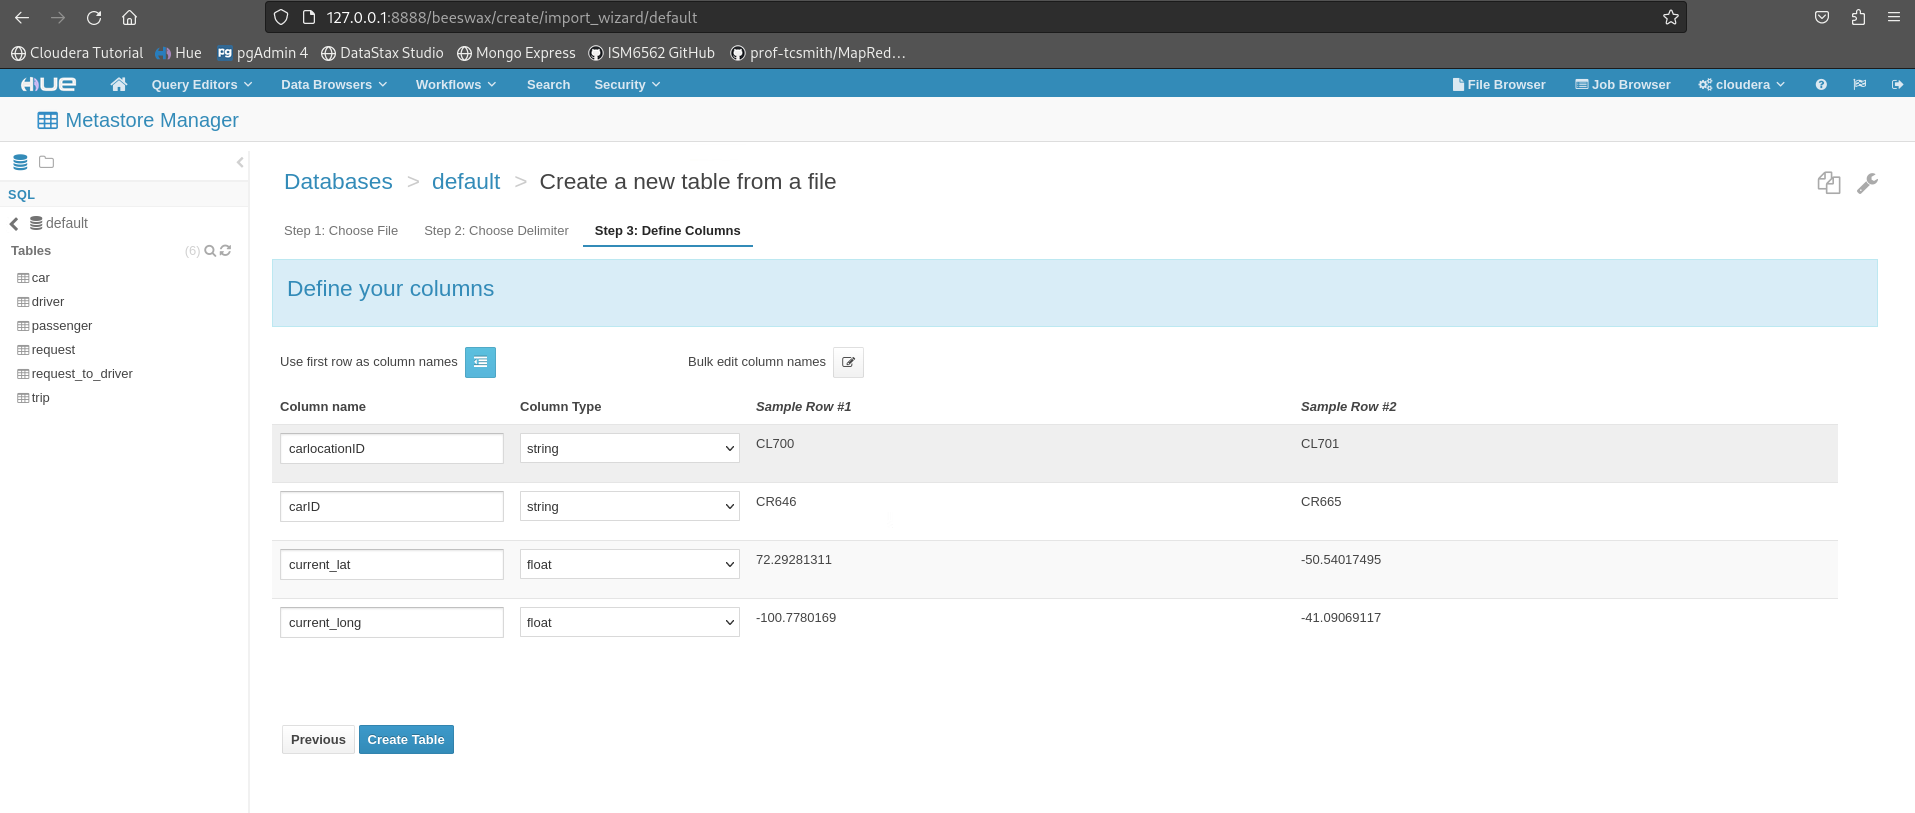 127.0.0.1:8888/beeswax/create/import_wizard/default
Cloudera Tutorial Hue pg pgAdmin 4 DataStax Studio Mongo Express ISM6562 GitHub prof-tcsmith/MapRed…
HUE Query Editors Data Browsers Workflows Search Security File Browser Job Browser cloudera
Metastore Manager
SQL
default
Tables (6)
car
driver
passenger
request
request_to_driver
trip
Databases > default > Create a new table from a file
Step 1: Choose File Step 2: Choose Delimiter Step 3: Define Columns
Define your columns
Use first row as column names Bulk edit column names
Column name Column Type Sample Row #1 Sample Row #2
carlocationID string CL700 CL701
carID string CR646 CR665
current_lat float 72.29281311 -50.54017495
current_long float -100.7780169 -41.09069117
Previous Create Table